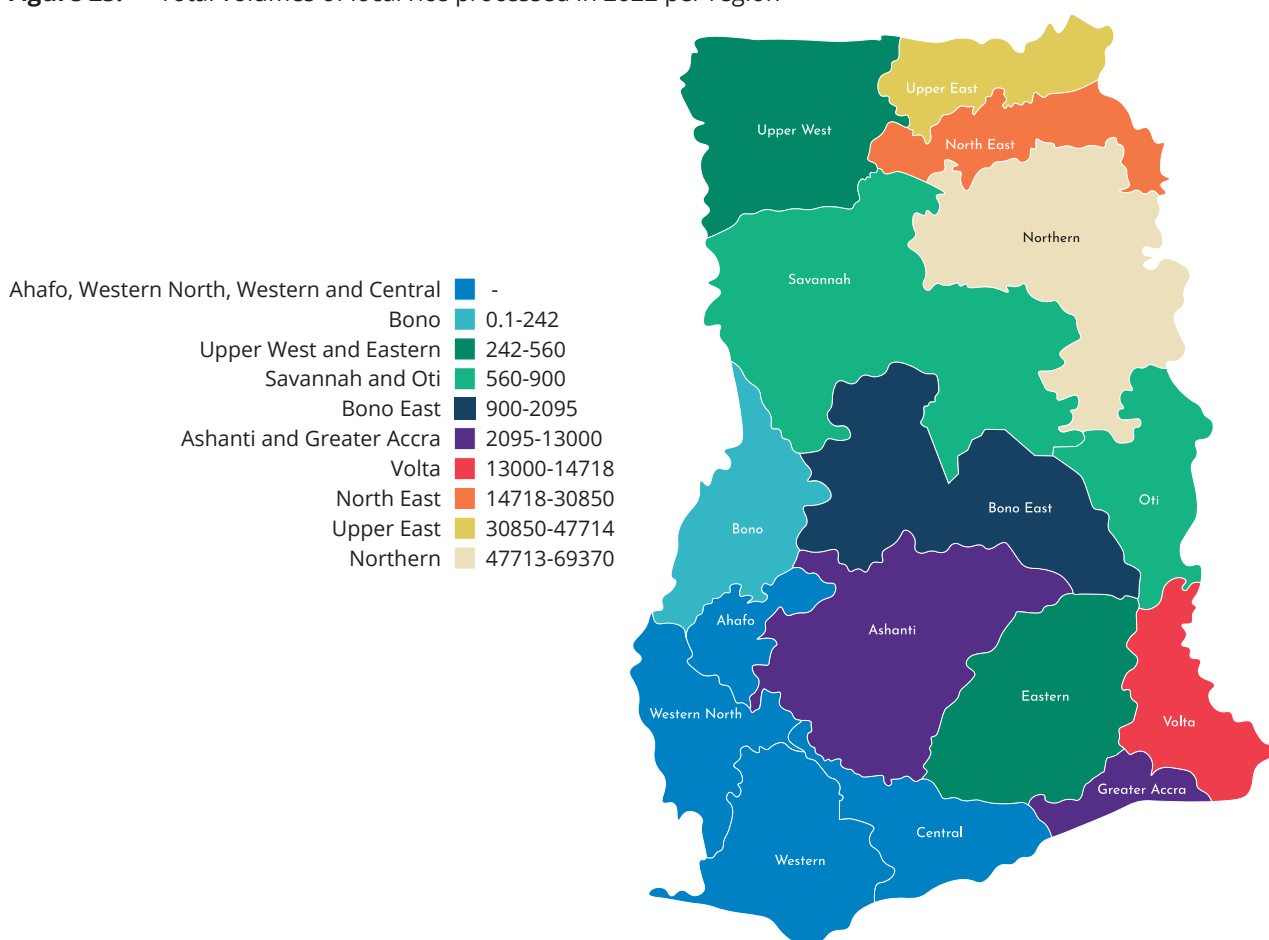 Total volumes of local rice processed in 2022 per region
Ahafo, Western North, Western and Central -
Bono 0.1-242
Upper West and Eastern 242-560
Savannah and Oti 560-900
Bono East 900-2095
Ashanti and Greater Accra 2095-13000
Volta 13000-14718
North East 14718-30850
Upper East 30850-47714
Northern 47713-69370
Upper East
Upper West
North East
Northern
Savannah
Oti
Bono East
Bono
Ahafo
Ashanti
Eastern
Western North
Volta
Greater Accra
Central
Western